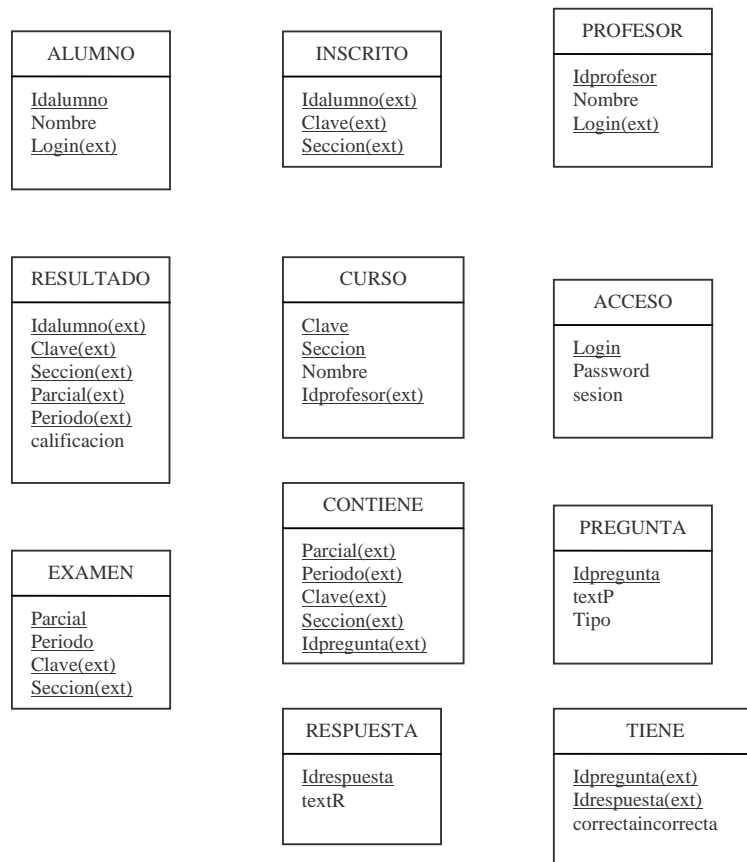 ALUMNO
Idalumno
Nombre
Login(ext)
INSCRITO
Idalumno(ext)
Clave(ext)
Seccion(ext)
PROFESOR
Idprofesor
Nombre
Login(ext)
RESULTADO
Idalumno(ext)
Clave(ext)
Seccion(ext)
Parcial(ext)
Periodo(ext)
calificacion
CURSO
Clave
Seccion
Nombre
Idprofesor(ext)
ACCESO
Login
Password
sesion
EXAMEN
Parcial
Periodo
Clave(ext)
Seccion(ext)
CONTIENE
Parcial(ext)
Periodo(ext)
Clave(ext)
Seccion(ext)
Idpregunta(ext)
PREGUNTA
Idpregunta
textP
Tipo
RESPUESTA
Idrespuesta
textR
TIENE
Idpregunta(ext)
Idrespuesta(ext)
correctaincorrecta